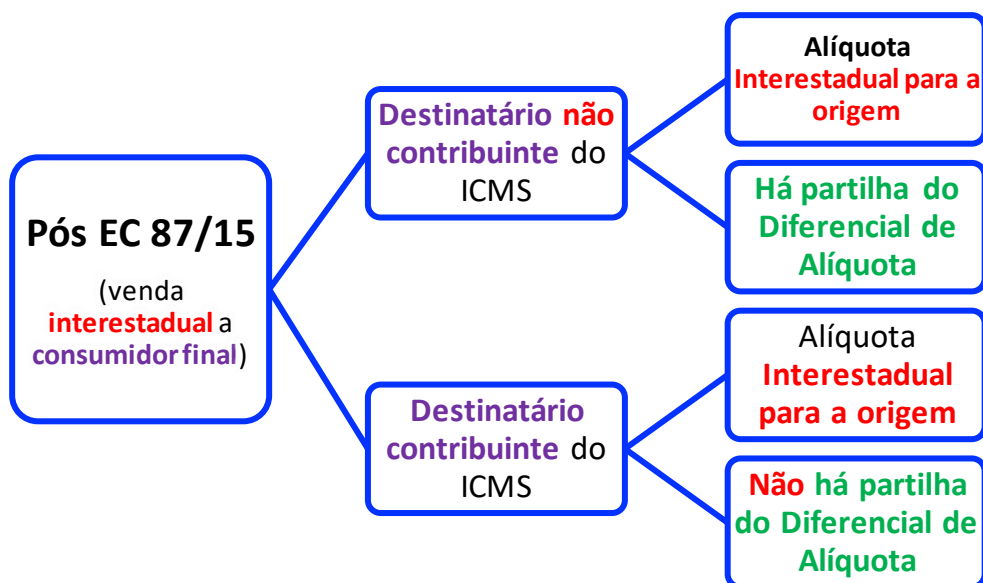 Pós EC 87/15
(venda
interestadual a
consumidor final)
Destinatário não
contribuinte do
ICMS
Alíquota
Interestadual para a
origem
Há partilha do
Diferencial de
Alíquota
Destinatário
contribuinte do
ICMS
Alíquota
Interestadual
para a origem
Não há partilha
do Diferencial de
Alíquota